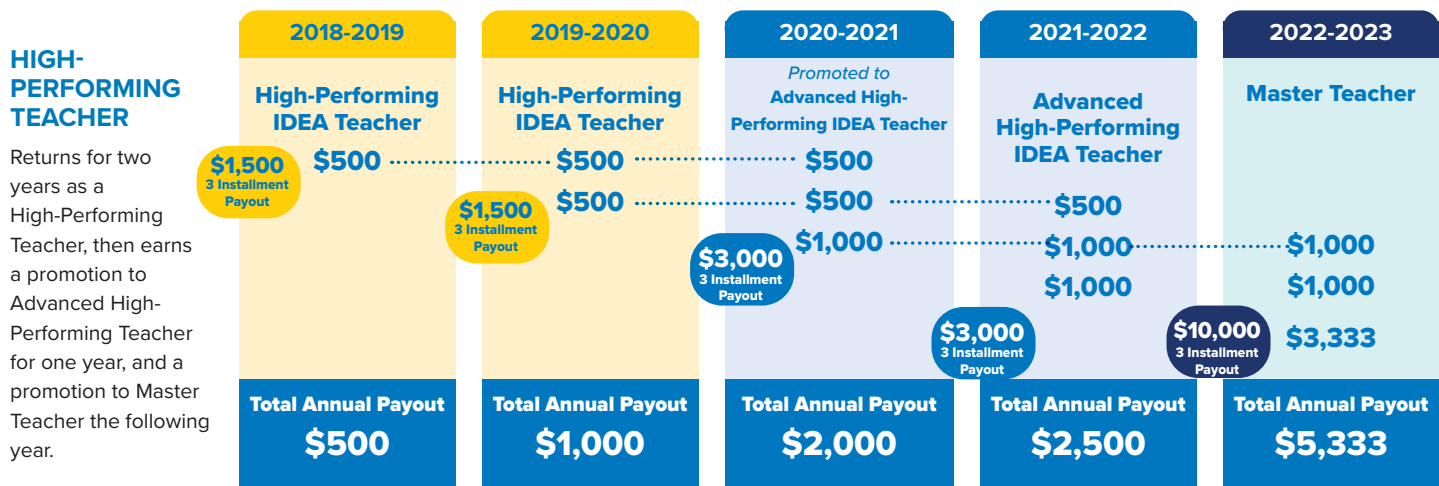 HIGH-
PERFORMING
TEACHER
Returns for two
years as a
High-Performing
Teacher, then earns
a promotion to
Advanced High-
Performing Teacher
for one year, and a
promotion to Master
Teacher the following
year.
2018-2019
High-Performing
IDEA Teacher
$1,500
3 Installment
Payout
$500
Total Annual Payout
$500
2019-2020
High-Performing
IDEA Teacher
$500
$1,500
3 Installment
Payout
$500
Total Annual Payout
$1,000
2020-2021
Promoted to
Advanced High-
Performing IDEA Teacher
$500
$500
$3,000
3 Installment
Payout
$1,000
Total Annual Payout
$2,000
2021-2022
Advanced
High-Performing
IDEA Teacher
$500
$1,000
$1,000
$3,000
3 Installment
Payout
Total Annual Payout
$2,500
2022-2023
Master Teacher
$1,000
$1,000
$10,000
3 Installment
Payout
$3,333
Total Annual Payout
$5,333